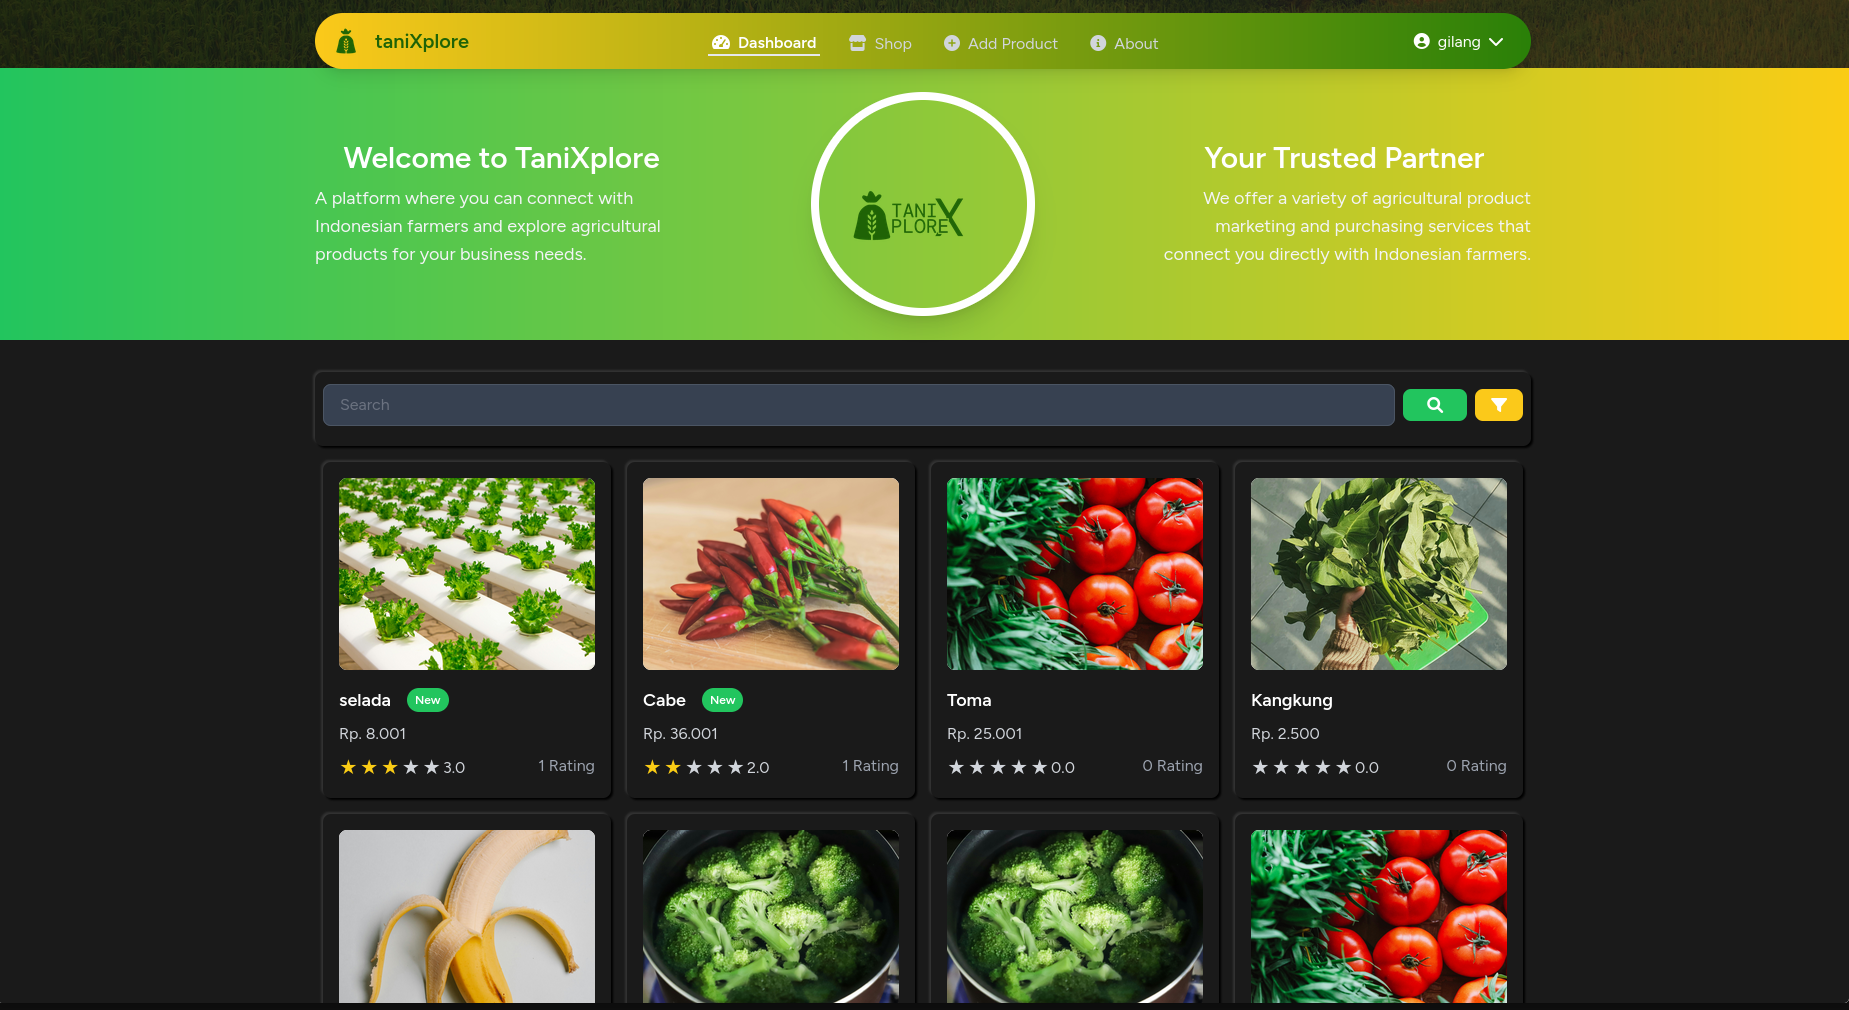 taniXplore
Dashboard
Shop
Add Product
About
gilang
Welcome to TaniXplore
A platform where you can connect with
Indonesian farmers and explore agricultural
products for your business needs.
TANI X
PLORE
Your Trusted Partner
We offer a variety of agricultural product
marketing and purchasing services that
connect you directly with Indonesian farmers.
Search
selada New
Rp. 8.001
3.0 1 Rating
Cabe New
Rp. 36.001
2.0 1 Rating
Toma
Rp. 25.001
0.0 0 Rating
Kangkung
Rp. 2.500
0.0 0 Rating